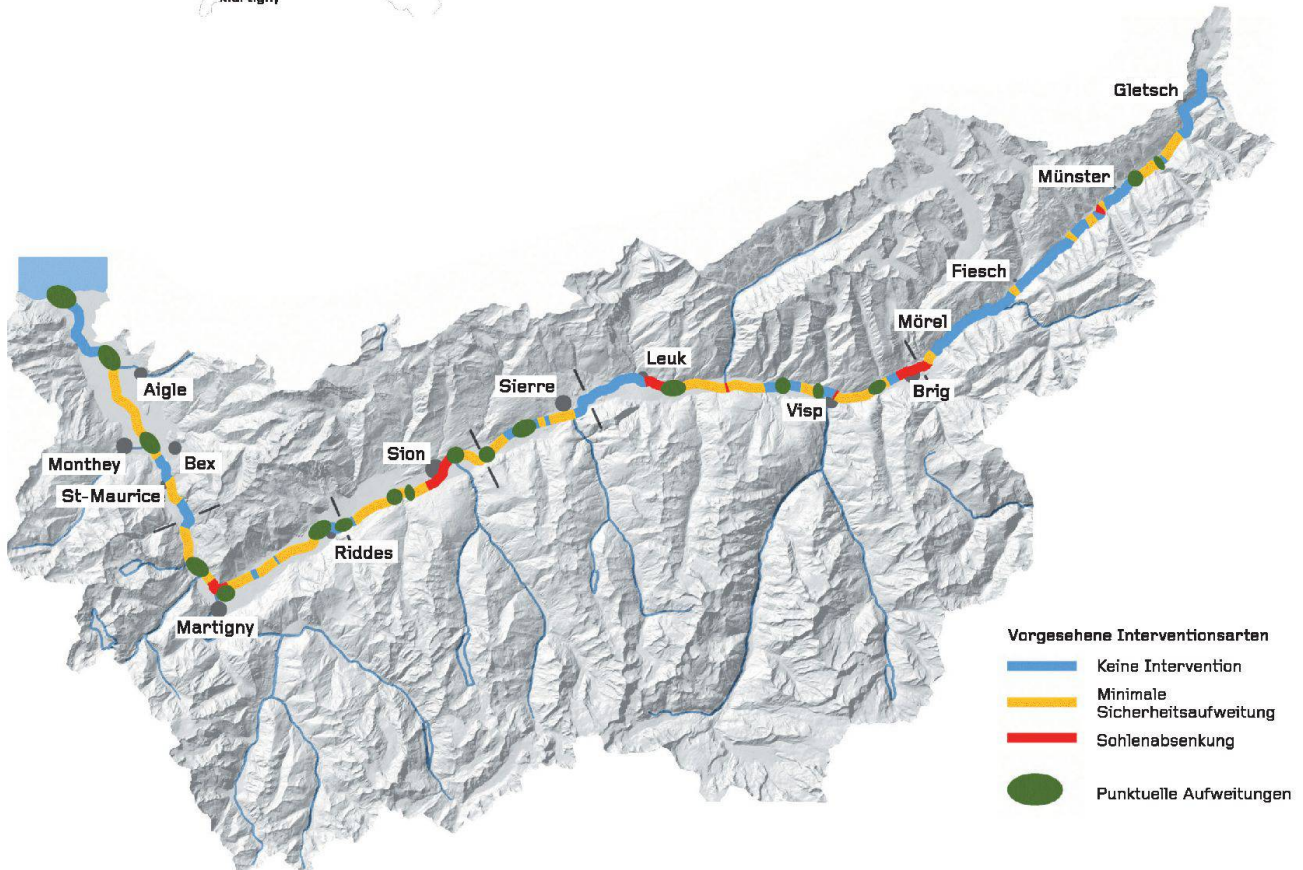 Martigny
Gletsch
Münster
Fiesch
Mörel
Leuk
Sierre
Brig
Visp
Aigle
Sion
Monthey
Bex
St-Maurice
Riddes
Martigny
Vorgesehene Interventionsarten
Keine Intervention
Minimale
Sicherheitsaufweitung
Sohlenabsenkung
Punktuelle Aufweitungen